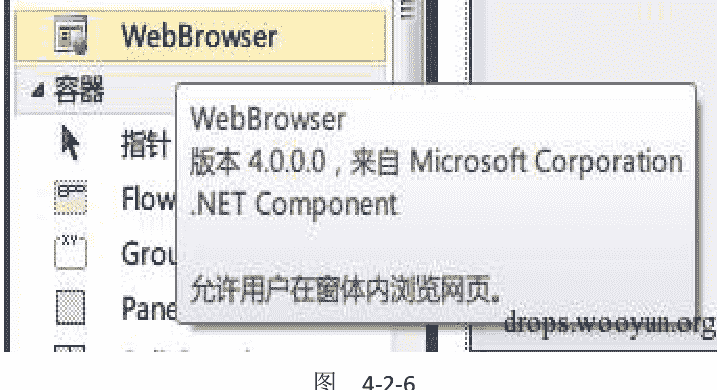 WebBrowser
容器
WebBrowser
版本 4.0.0.0，来自 Microsoft Corporation
.NET Component
允许用户在窗体内浏览网页。
指针
Flow
Grou
Pane
drops.wooyun.org
图 4-2-6